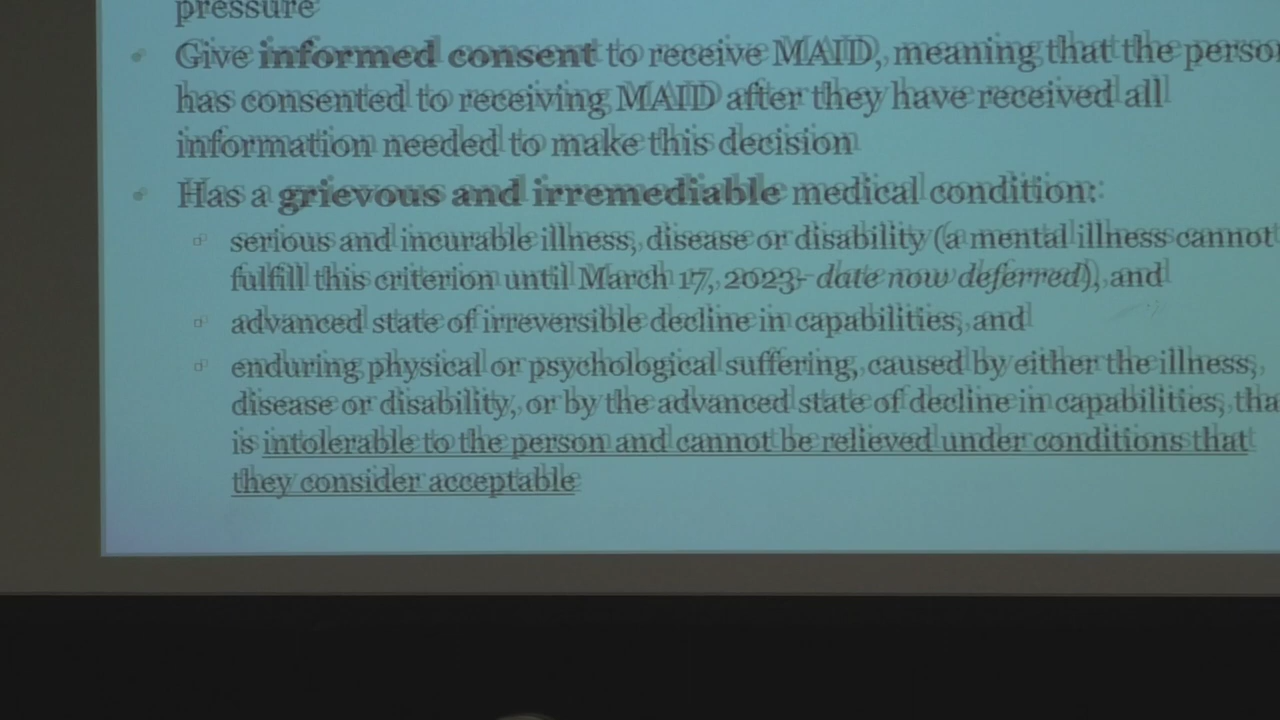 pressure
Give informed consent to receive MAID, meaning that the person
has consented to receiving MAID after they have received all
information needed to make this decision
Has a grievous and irremediable medical condition:
serious and incurable illness, disease or disability (a mental illness cannot
fulfill this criterion until March 17, 2023- date now deferred), and
advanced state of irreversible decline in capabilities, and
enduring physical or psychological suffering, caused by either the illness,
disease or disability, or by the advanced state of decline in capabilities, tha
is intolerable to the person and cannot be relieved under conditions that
they consider acceptable